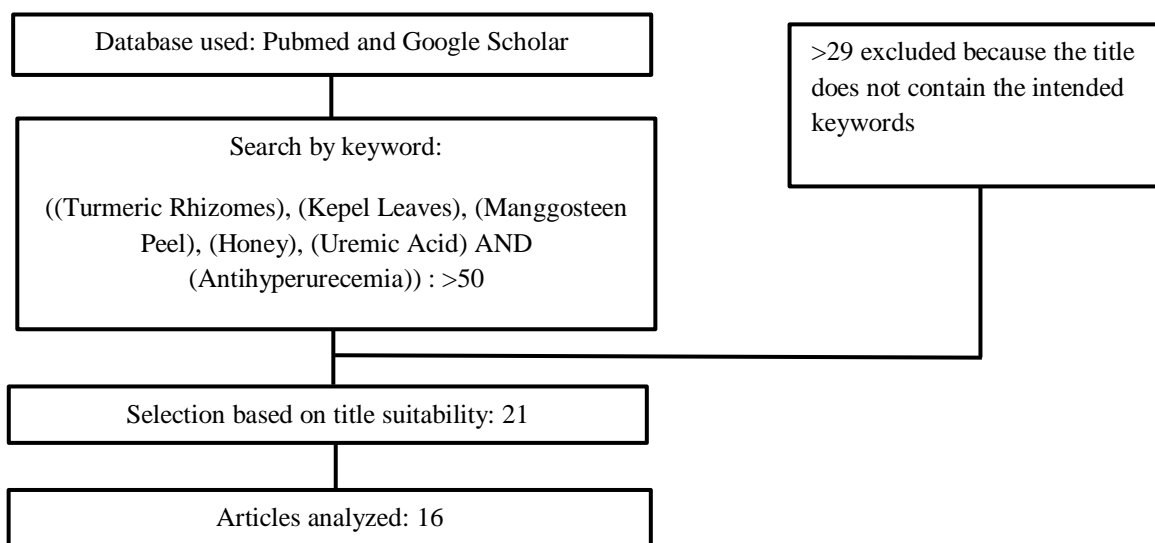 Database used: Pubmed and Google Scholar
>29 excluded because the title
does not contain the intended
keywords
Search by keyword:
((Turmeric Rhizomes), (Kepel Leaves), (Manggosteen
Peel), (Honey), (Uremic Acid) AND
(Antihyperurecemia)) : >50
Selection based on title suitability: 21
Articles analyzed: 16